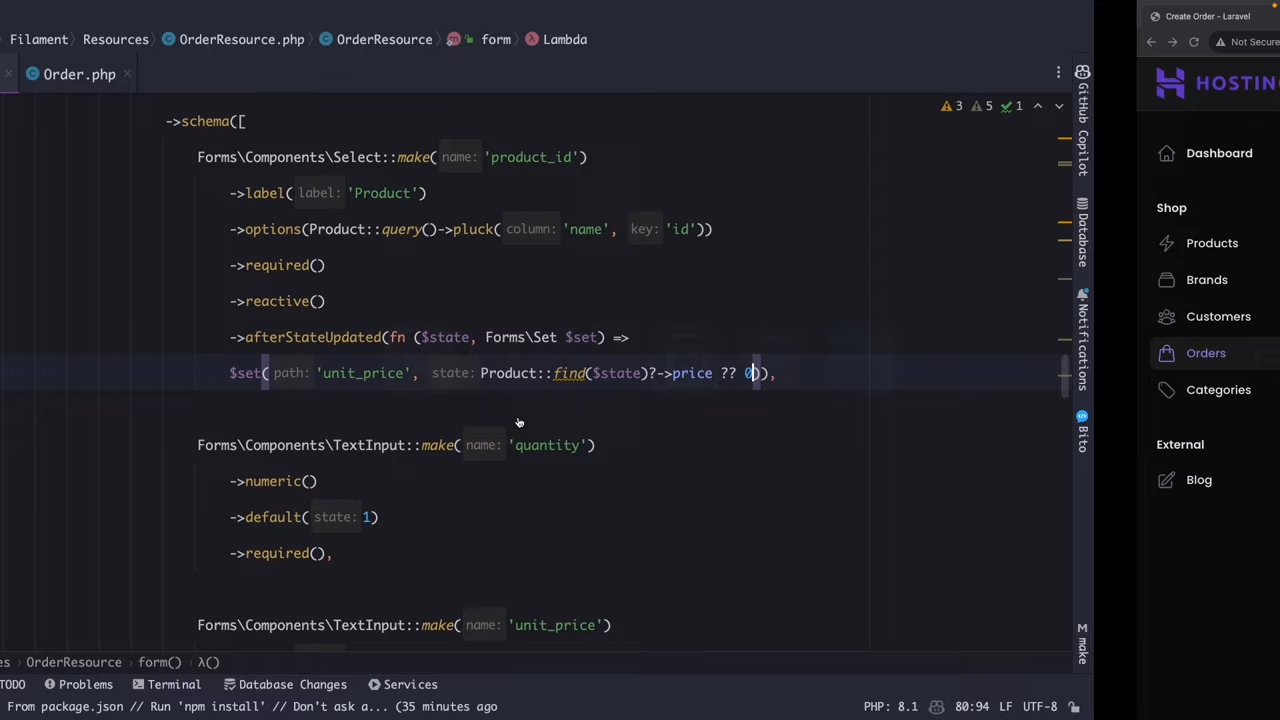 Filament Resources OrderResource.php OrderResource form Lambda
Order.php
3 5 1
->schema([
Forms\Components\Select::make( name: 'product_id')
->label( label: 'Product')
->options(Product::query()->pluck( column: 'name', key: 'id'))
->required()
->reactive()
->afterStateUpdated(fn ($state, Forms\Set $set) =>
$set( path: 'unit_price', state: Product::find($state)?->price ?? 0)),
Forms\Components\TextInput::make( name: 'quantity')
->numeric()
->default( state: 1)
->required(),
Forms\Components\TextInput::make( name: 'unit_price')
es OrderResource form() λ()
TODO Problems Terminal Database Changes Services
From package.json // Run 'npm install' // Don't ask a... (35 minutes ago PHP: 8.1 80:94 LF UTF-8
GitHub Copilot
Database
Notifications
Bito
M make
Create Order - Laravel
Not Secure
HOSTIN
Dashboard
Shop
Products
Brands
Customers
Orders
Categories
External
Blog